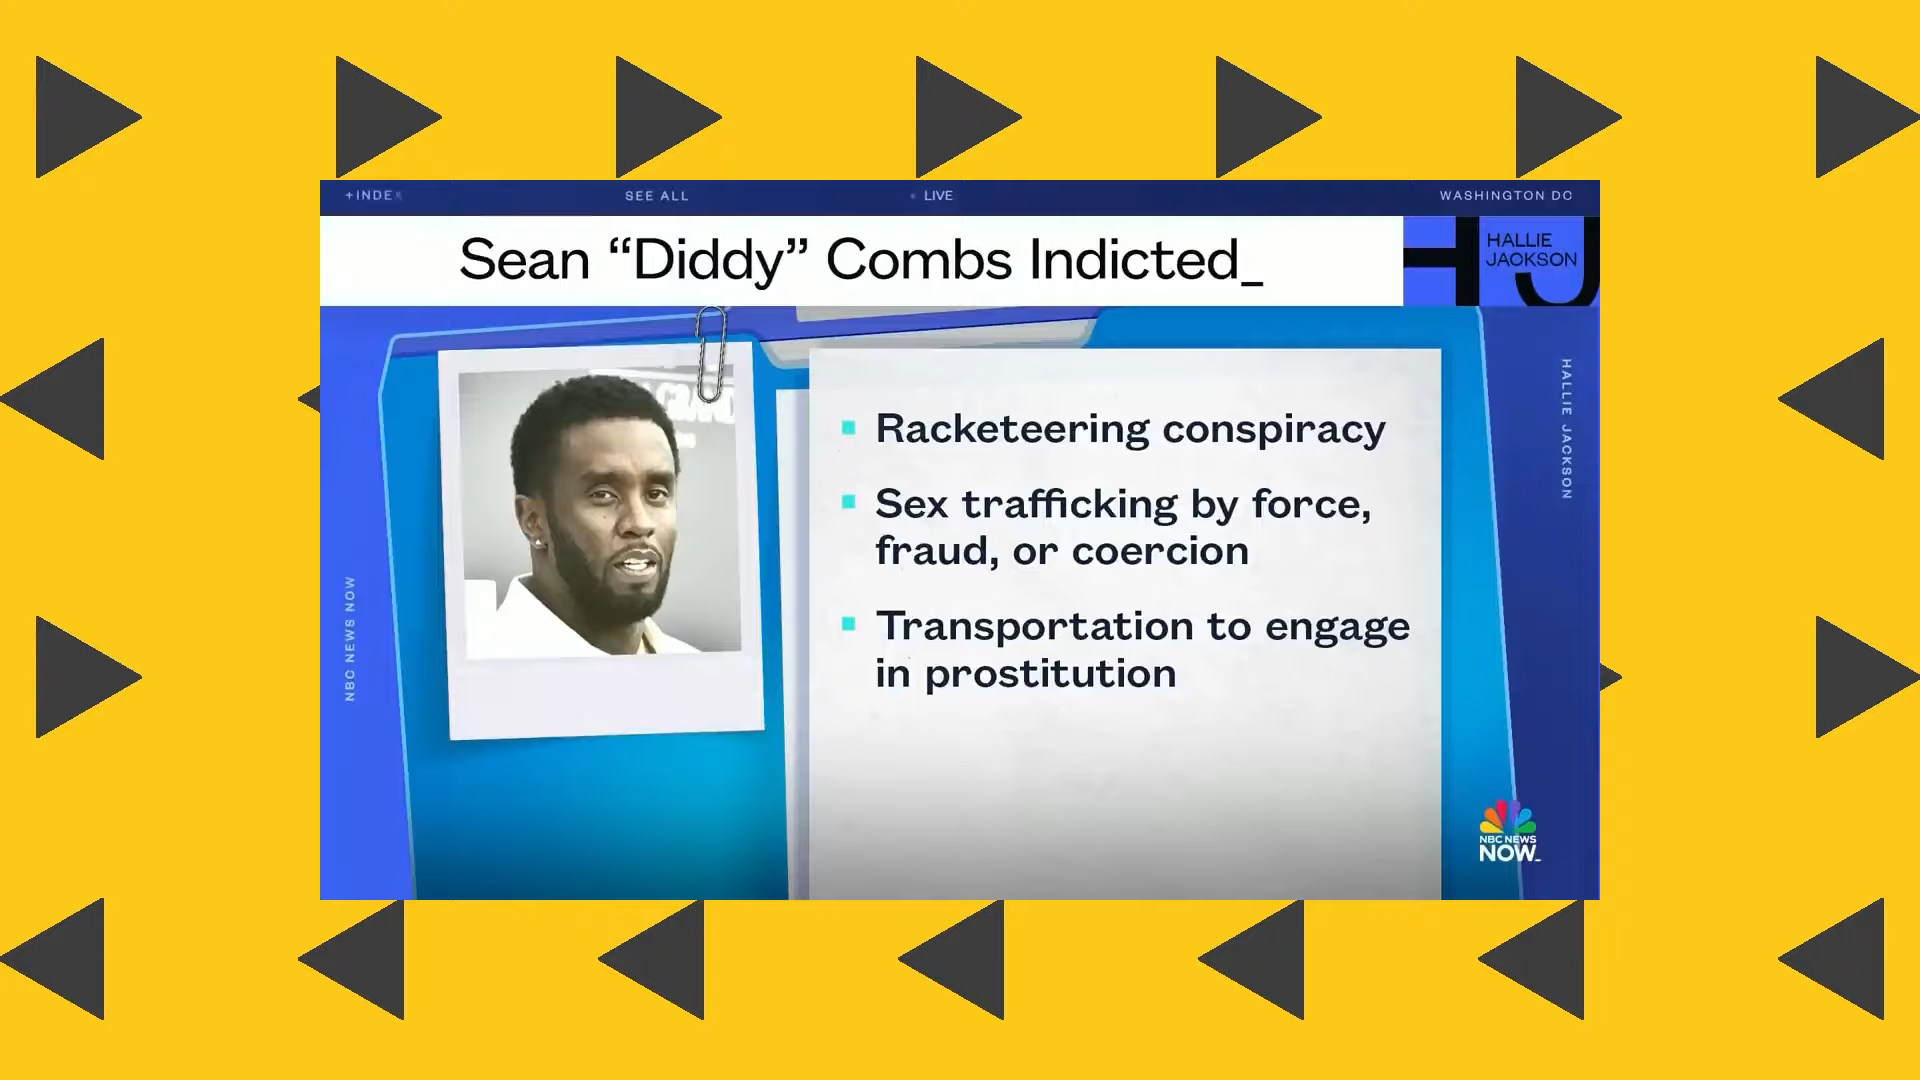 +INDEX
SEE ALL
LIVE
WASHINGTON DC
Sean “Diddy” Combs Indicted_
HALLIE
JACKSON
Racketeering conspiracy
Sex trafficking by force,
fraud, or coercion
Transportation to engage
in prostitution
HALLIE JACKSON
NBC NEWS NOW
NBC NEWS
NOW_